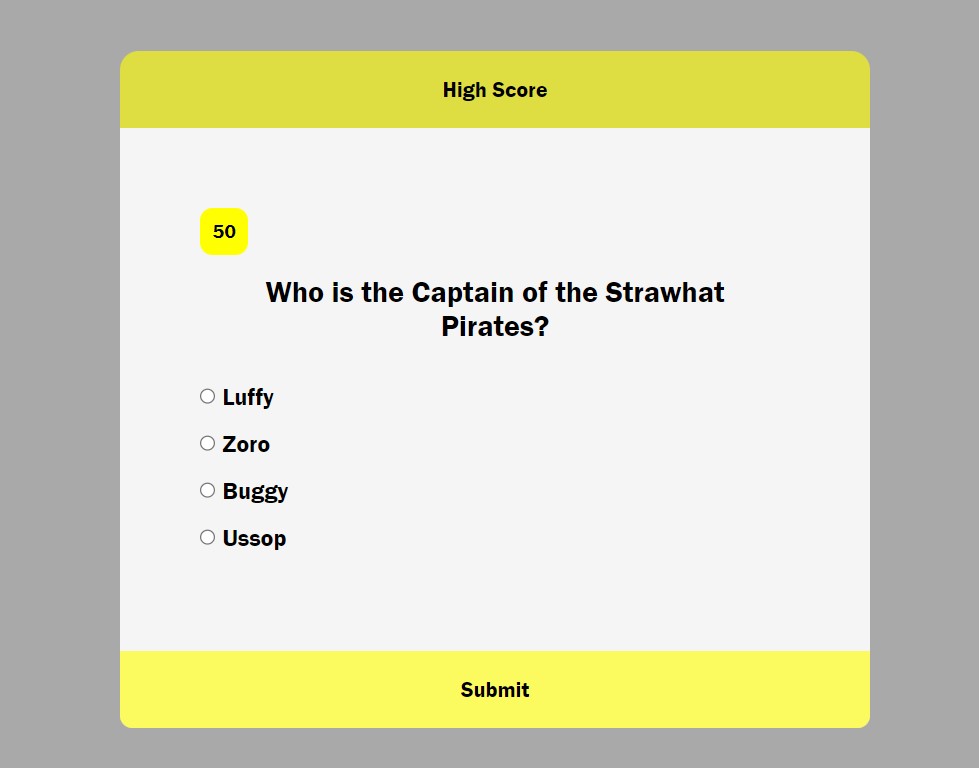 High Score
50
Who is the Captain of the Strawhat
Pirates?
Luffy
Zoro
Buggy
Ussop
Submit